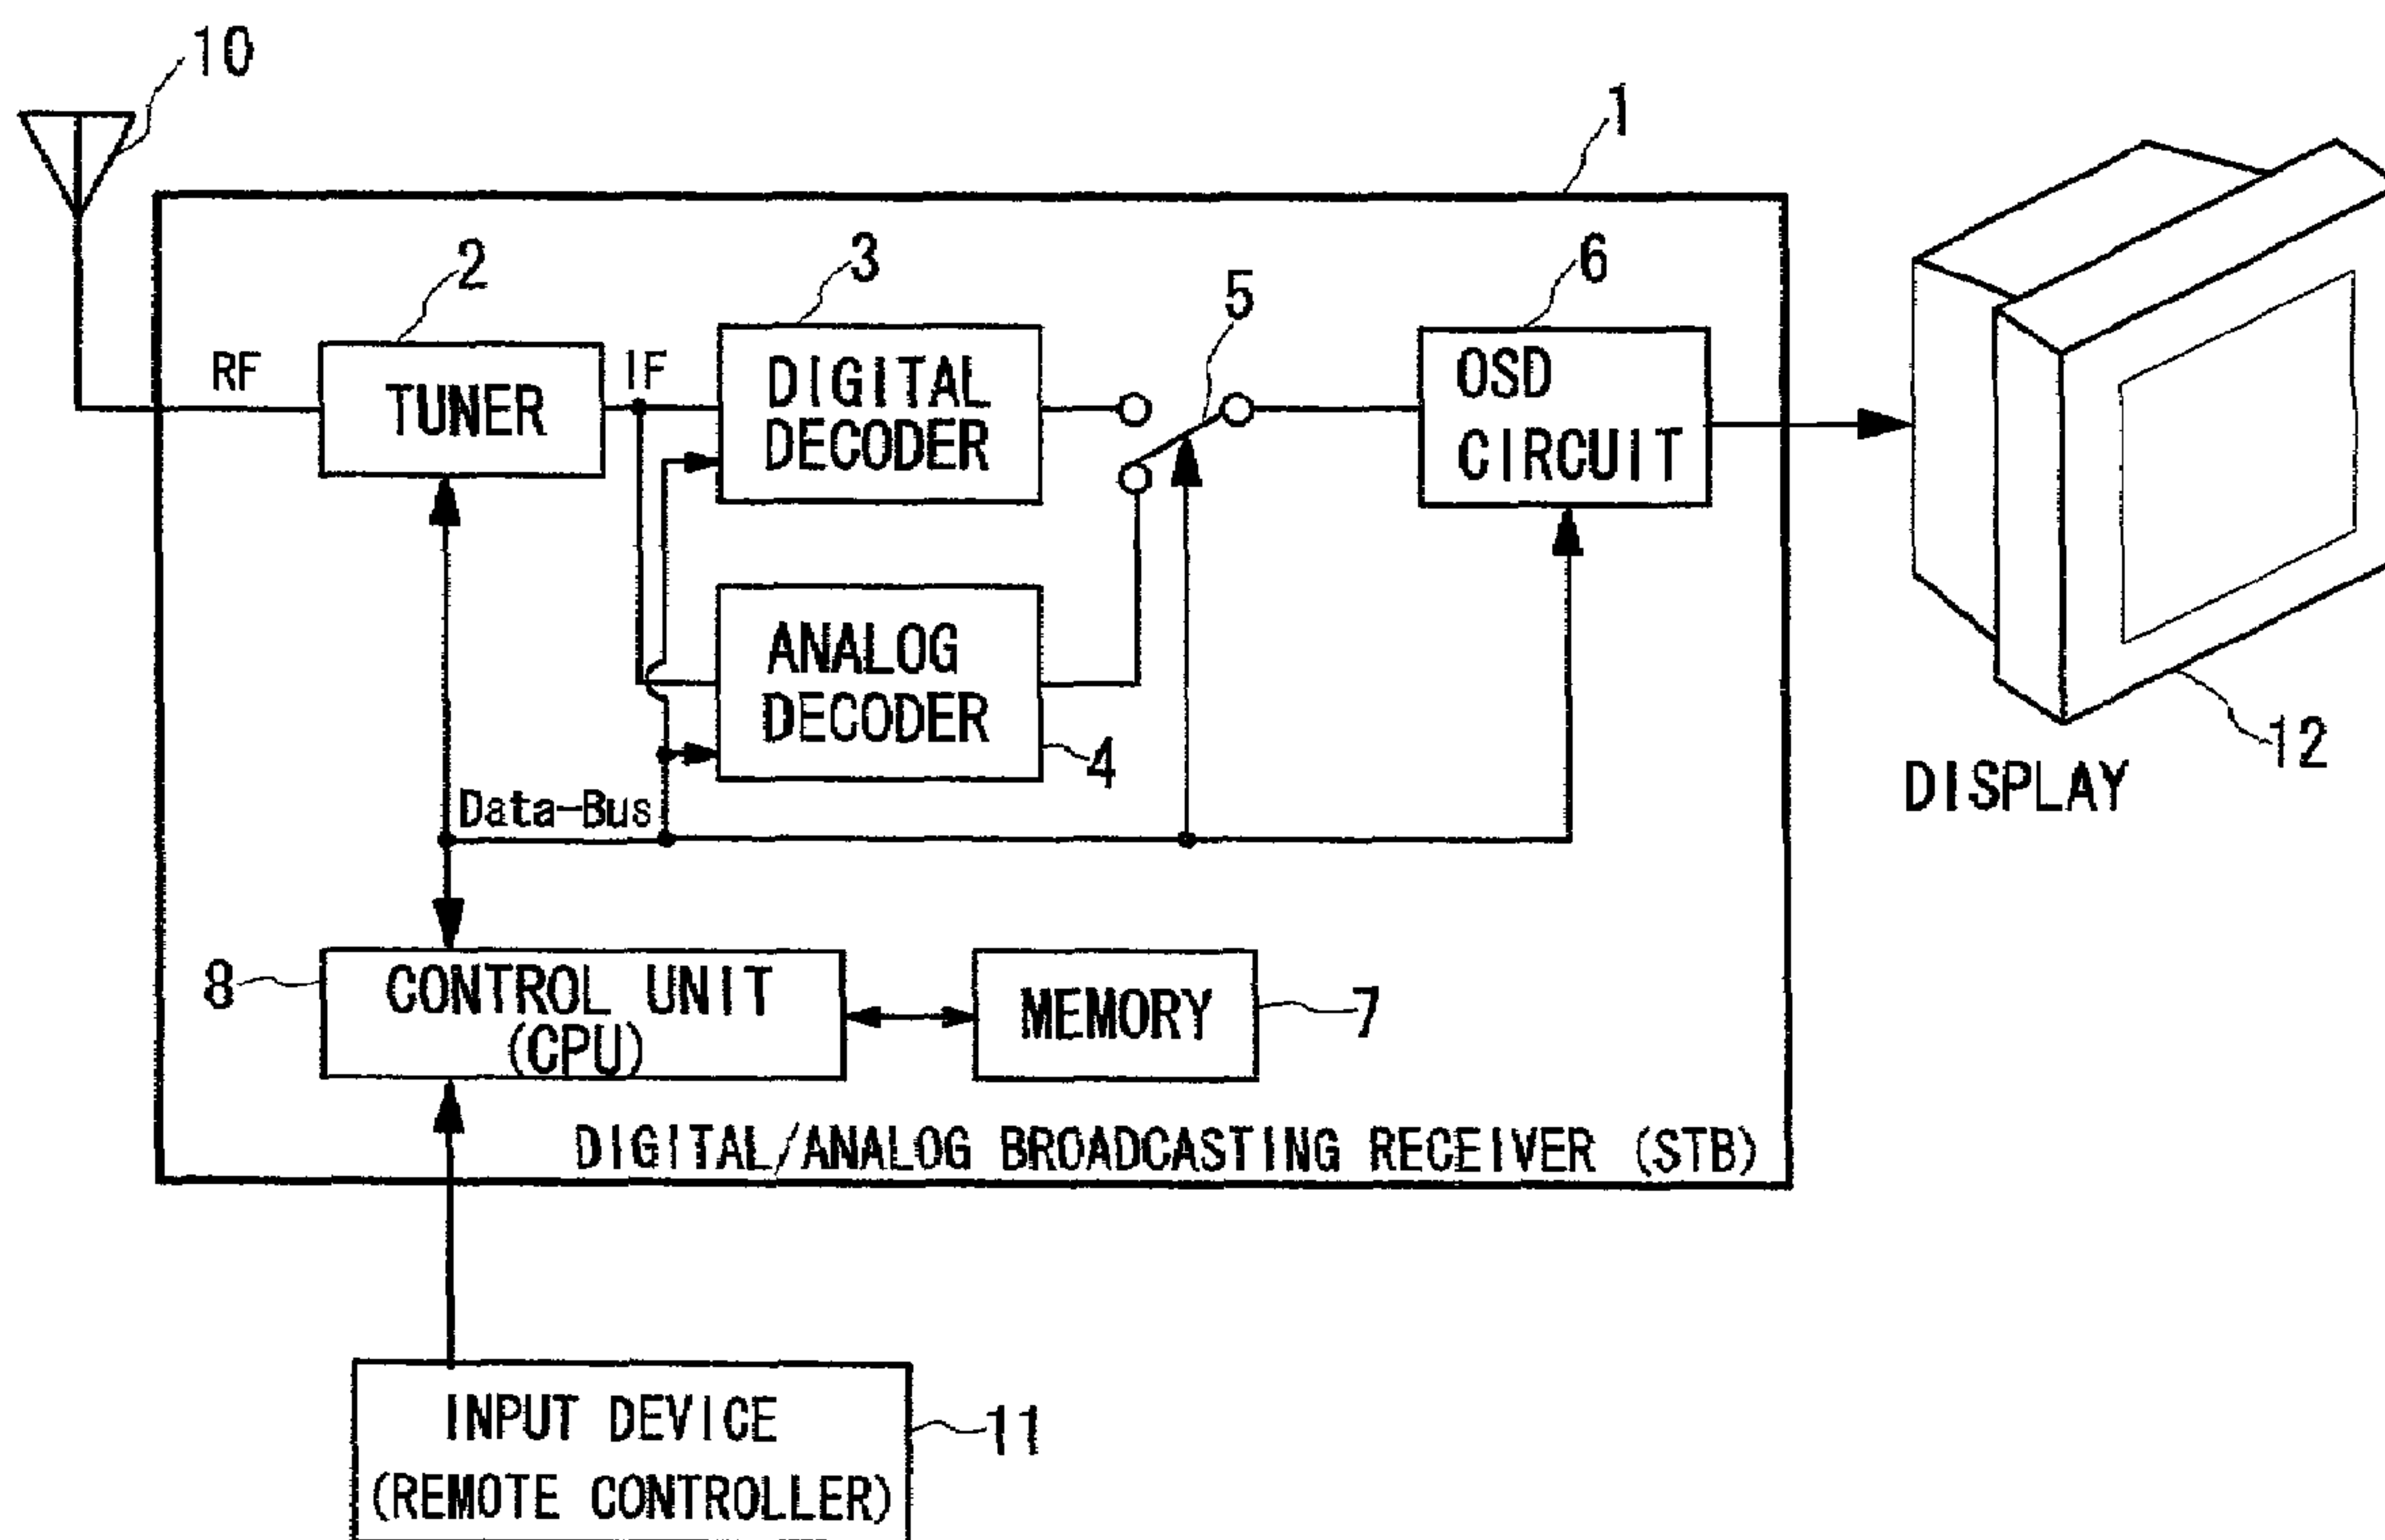 10
1
2
3
5
6
RF
TUNER
IF
DIGITAL
DECODER
OSD
CIRCUIT
ANALOG
DECODER
4
12
DISPLAY
Data-Bus
8
CONTROL UNIT
(CPU)
MEMORY
7
DIGITAL/ANALOG BROADCASTING RECEIVER (STB)
INPUT DEVICE
(REMOTE CONTROLLER)
11